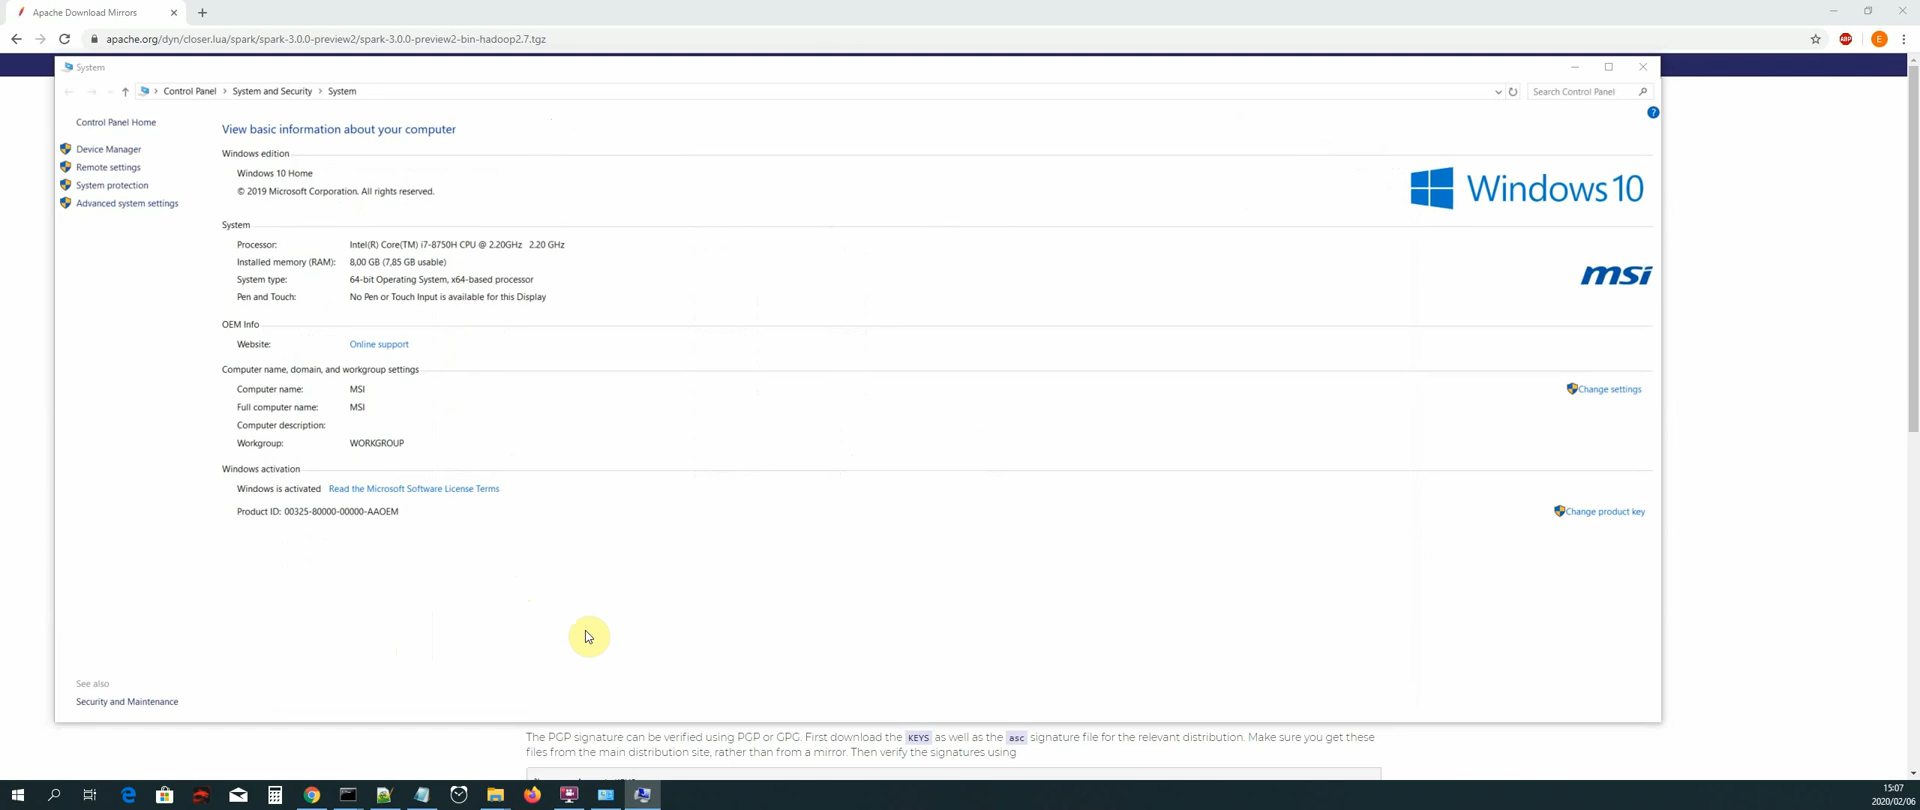 Apache Download Mirrors
apache.org/dyn/closer.lua/spark/spark-3.0.0-preview2/spark-3.0.0-preview2-bin-hadoop2.7.tgz
ABP
E
System
Control Panel > System and Security > System
Search Control Panel
?
Control Panel Home
Device Manager
Remote settings
System protection
Advanced system settings
View basic information about your computer
Windows edition
Windows 10 Home
© 2019 Microsoft Corporation. All rights reserved.
Windows 10
System
Processor: Intel(R) Core(TM) i7-8750H CPU @ 2.20GHz 2.20 GHz
Installed memory (RAM): 8,00 GB (7,85 GB usable)
System type: 64-bit Operating System, x64-based processor
Pen and Touch: No Pen or Touch Input is available for this Display
msi
OEM Info
Website: Online support
Computer name, domain, and workgroup settings
Computer name: MSI
Change settings
Full computer name: MSI
Computer description:
Workgroup: WORKGROUP
Windows activation
Windows is activated Read the Microsoft Software License Terms
Product ID: 00325-80000-00000-AAOEM
Change product key
See also
Security and Maintenance
The PGP signature can be verified using PGP or GPG. First download the KEYS as well as the asc signature file for the relevant distribution. Make sure you get these
files from the main distribution site, rather than from a mirror. Then verify the signatures using
15:07
2020/02/06